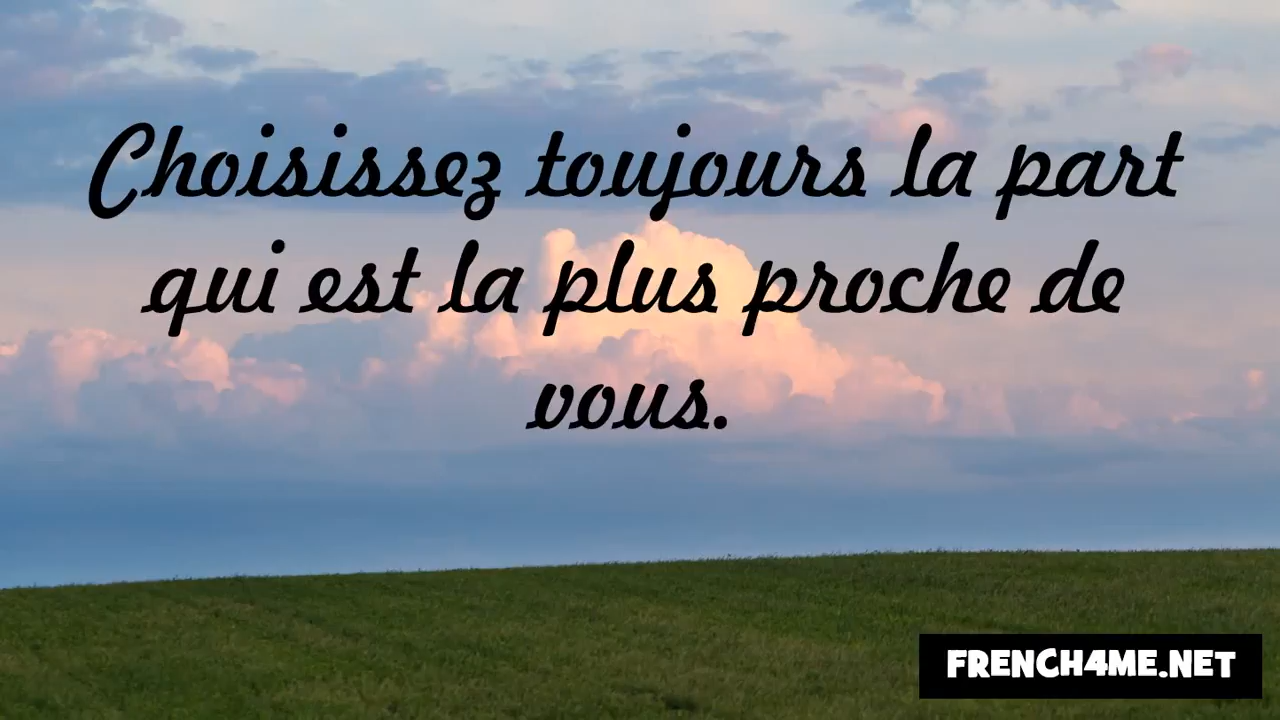 Choisissez toujours la part
qui est la plus proche de
vous.
FRENCH4ME.NET